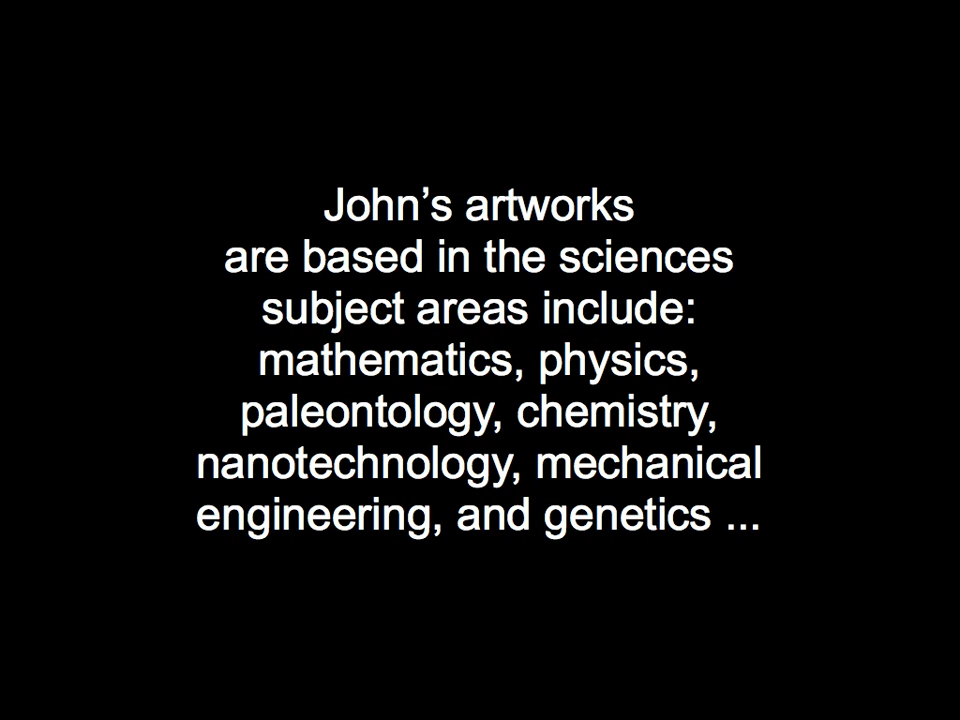 John’s artworks
are based in the sciences
subject areas include:
mathematics, physics,
paleontology, chemistry,
nanotechnology, mechanical
engineering, and genetics ...